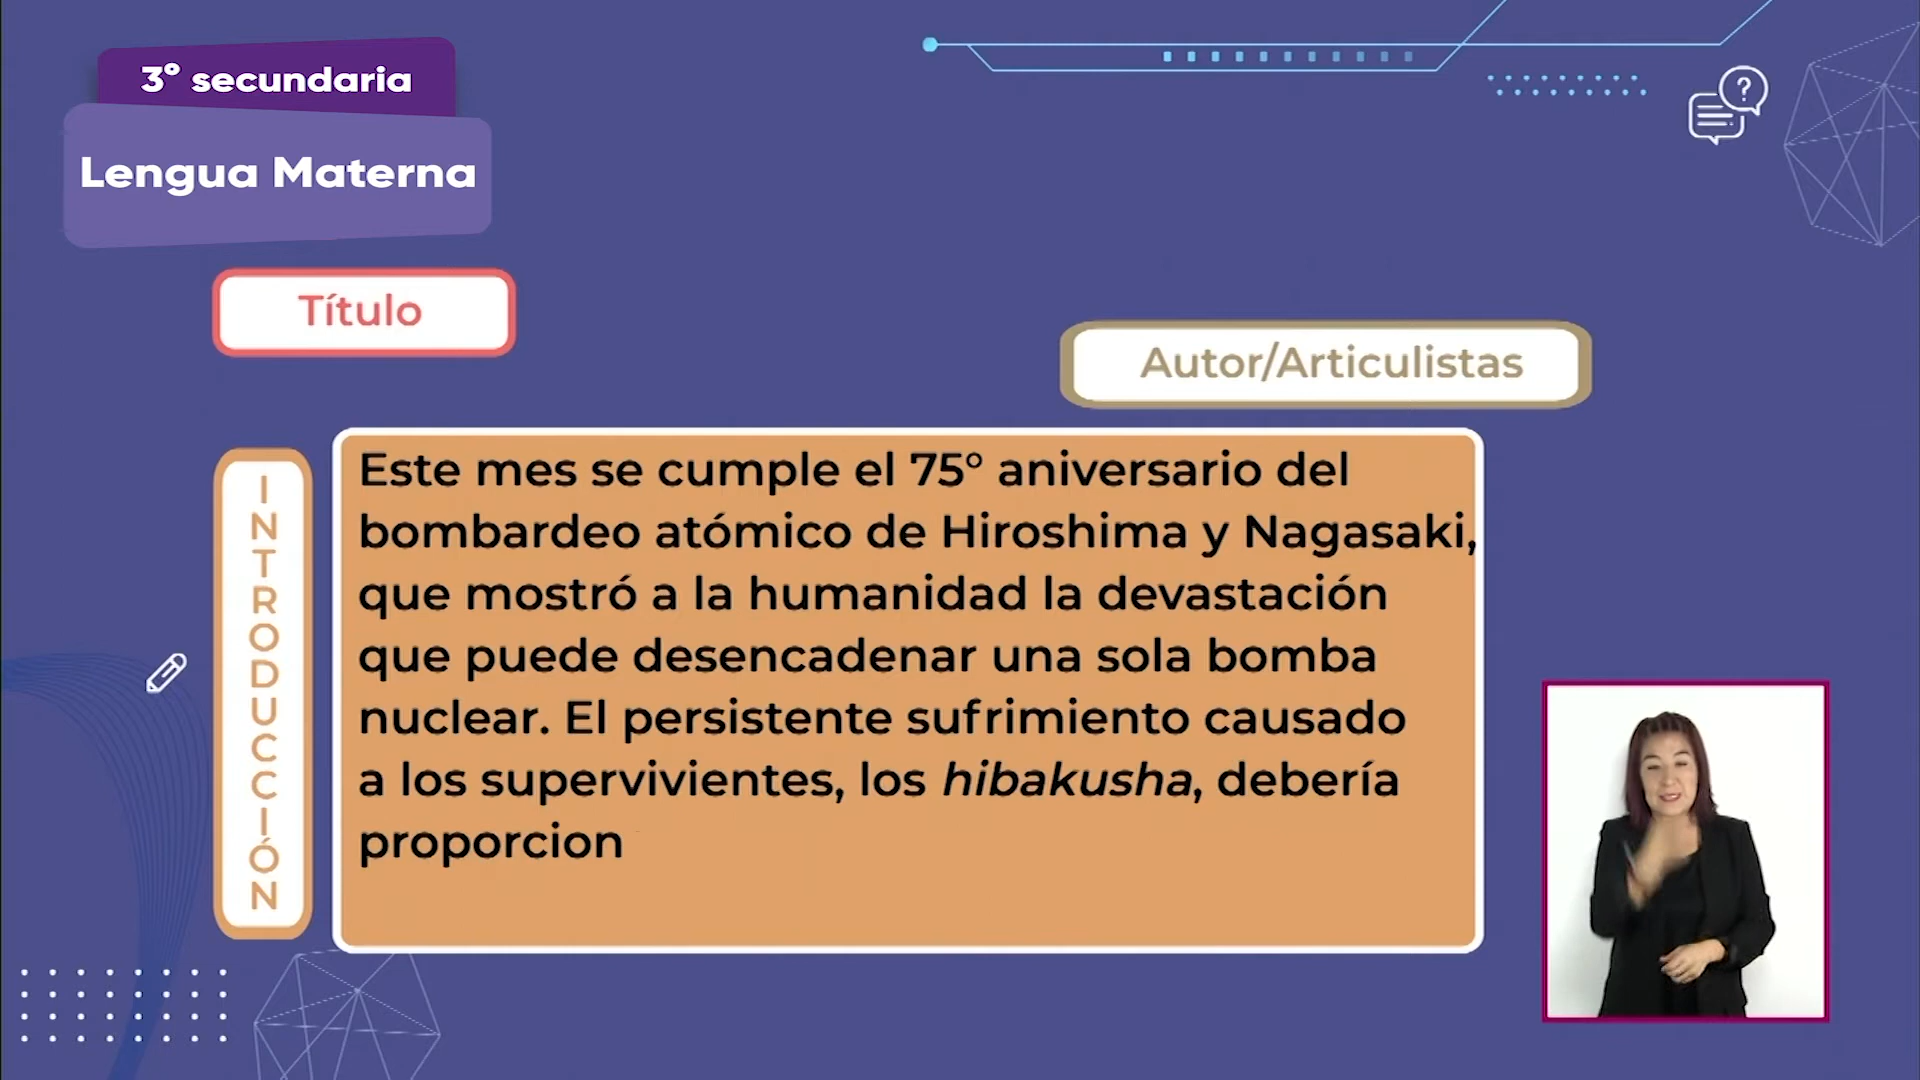 3º secundaria
Lengua Materna
Título
Autor/Articulistas
INTRODUCCIÓN
Este mes se cumple el 75° aniversario del
bombardeo atómico de Hiroshima y Nagasaki,
que mostró a la humanidad la devastación
que puede desencadenar una sola bomba
nuclear. El persistente sufrimiento causado
a los supervivientes, los hibakusha, debería
proporcion